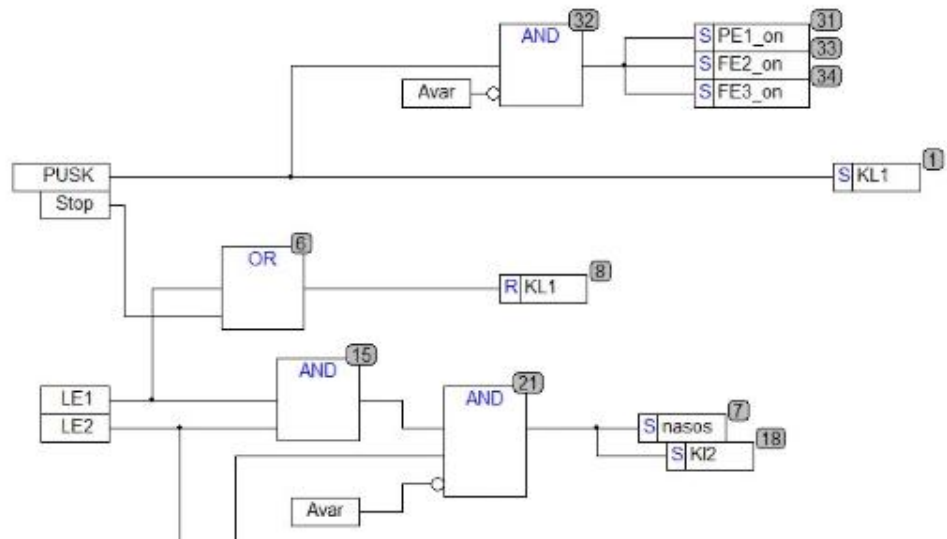 32
31
AND
S PE1_on
33
S FE2_on
34
Avar
S FE3_on
1
PUSK
S KL1
Stop
6
OR
8
R KL1
15
AND
21
LE1
AND
7
LE2
S nasos
18
S Kl2
Avar